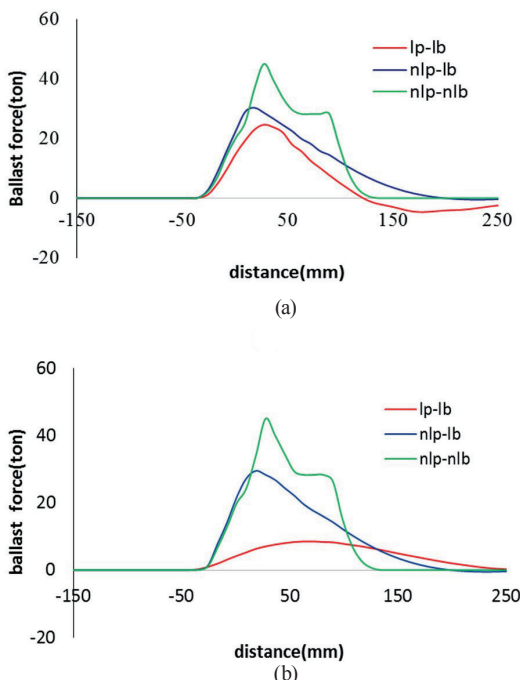 60
40
20
0
-20
-150
-50
50
150
250
Ballast force(ton)
distance(mm)
lp-lb
nlp-lb
nlp-nlb
(a)
60
40
20
0
-20
-150
-50
50
150
250
ballast force(ton)
distance(mm)
lp-lb
nlp-lb
nlp-nlb
(b)